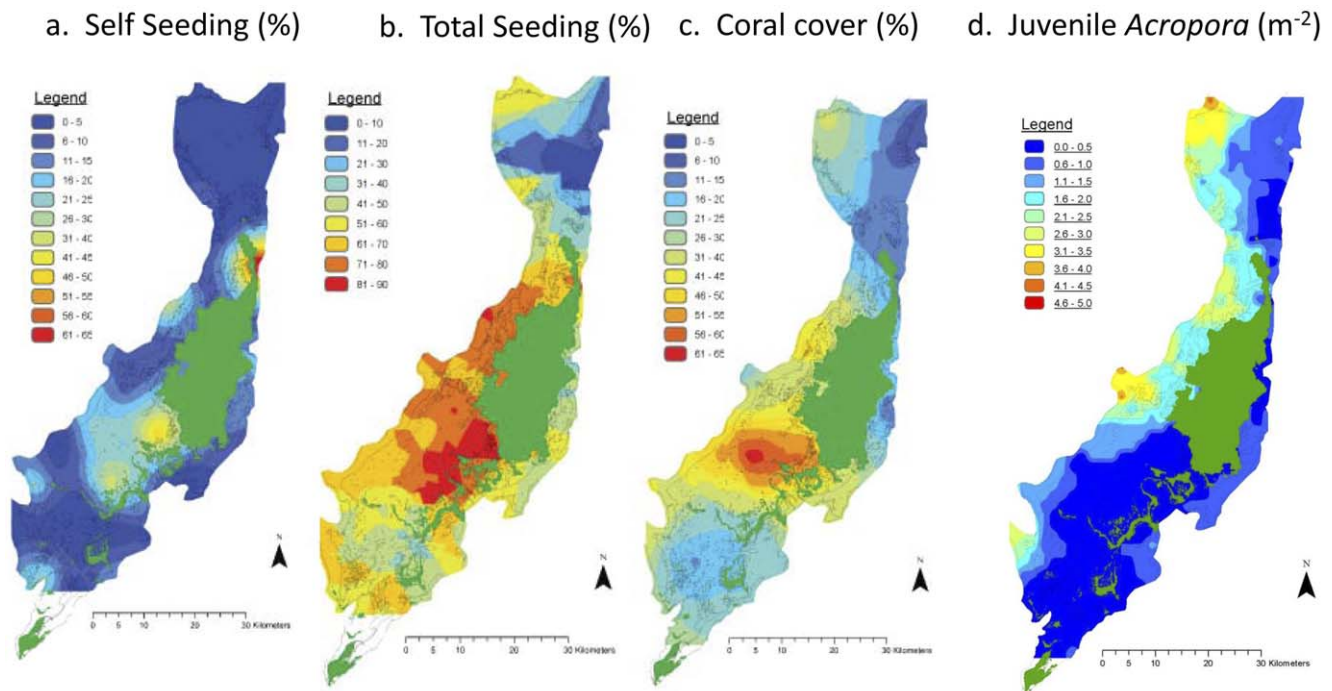 a. Self Seeding (%)
b. Total Seeding (%)
c. Coral cover (%)
d. Juvenile Acropora (m-2)
Legend
0 - 5
6 - 10
11 - 15
16 - 20
21 - 25
26 - 30
31 - 40
41 - 45
46 - 50
51 - 55
56 - 60
61 - 65
N
0 5 10 20 30 Kilometers
Legend
0 - 10
11 - 20
21 - 30
31 - 40
41 - 50
51 - 60
61 - 70
71 - 80
81 - 90
N
0 5 10 20 30 Kilometers
Legend
0 - 5
6 - 10
11 - 15
16 - 20
21 - 25
26 - 30
31 - 40
41 - 45
46 - 50
51 - 55
56 - 60
61 - 65
N
0 5 10 20 30 Kilometers
Legend
0.0 - 0.5
0.6 - 1.0
1.1 - 1.5
1.6 - 2.0
2.1 - 2.5
2.6 - 3.0
3.1 - 3.5
3.6 - 4.0
4.1 - 4.5
4.6 - 5.0
N
0 5 10 20 30 Kilometers